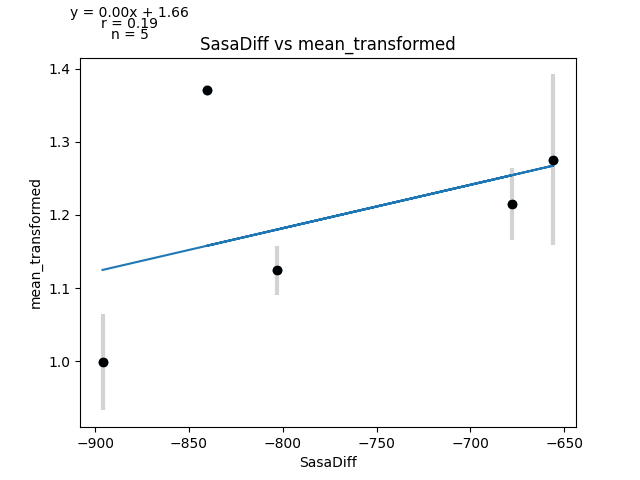 y = 0.00x + 1.66
r = 0.19
n = 5
SasaDiff vs mean_transformed
1.4
1.3
1.2
1.1
1.0
mean_transformed
−900
−850
−800
−750
−700
−650
SasaDiff